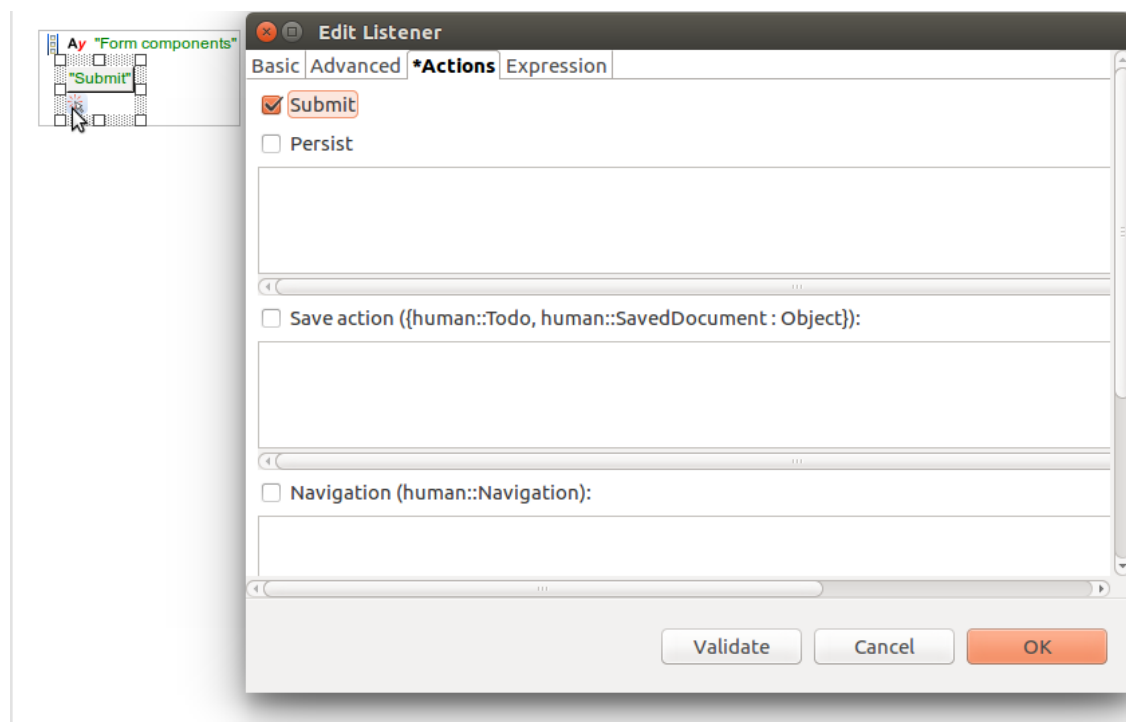 Ay "Form components"
"Submit"
Edit Listener
Basic Advanced *Actions Expression
Submit
Persist
Save action ({human::Todo, human::SavedDocument : Object}):
Navigation (human::Navigation):
Validate Cancel OK